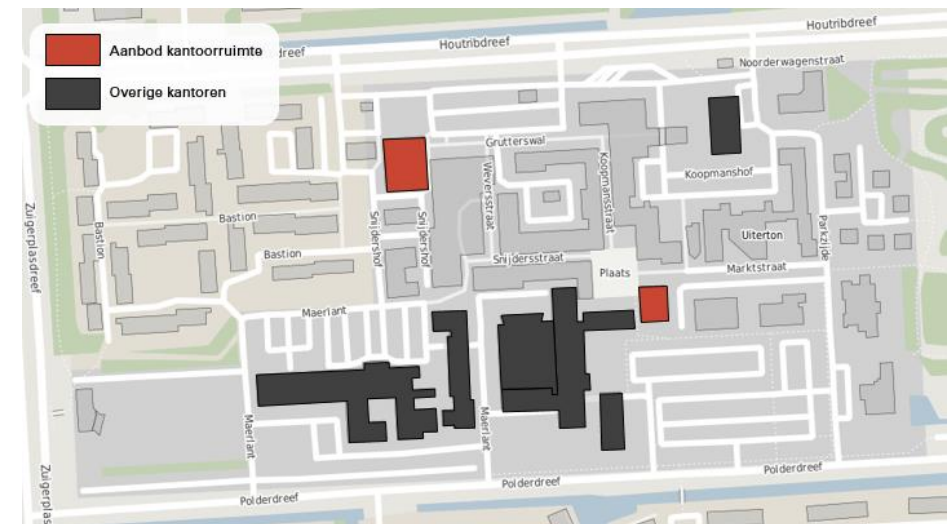 Aanbod kantoorruimte
Overige kantoren
dreef
Houtribdreef
Houtribdreef
Noorderwagenstraat
Grutterswal
Koopmanshof
Weversstraat
Koopmansstraat
Zuigerplasdreef
Bastion
Bastion
Bastion
Snijdershof
Snijdershof
Snijdersstraat
Plaats
Uiterton
Marktstraat
Parkzijde
Maerlant
Maerlant
Maerlant
Zuigerplas
Polderdreef
Polderdreef
Polderdreef